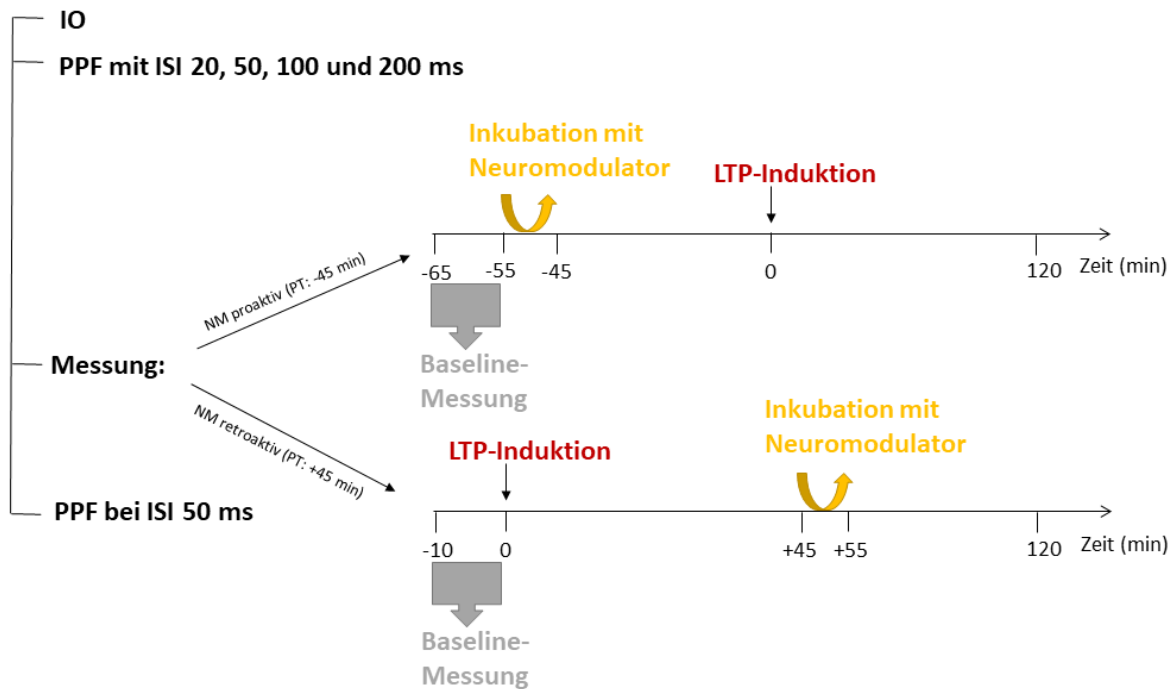 IO
PPF mit ISI 20, 50, 100 und 200 ms
Inkubation mit
Neuromodulator
LTP-Induktion
-65
-55
-45
0
120
Zeit (min)
NM proaktiv (PT: -45 min)
Baseline-
Messung
Messung:
NM retroaktiv (PT: +45 min)
Inkubation mit
Neuromodulator
LTP-Induktion
PPF bei ISI 50 ms
-10
0
+45
+55
120
Zeit (min)
Baseline-
Messung